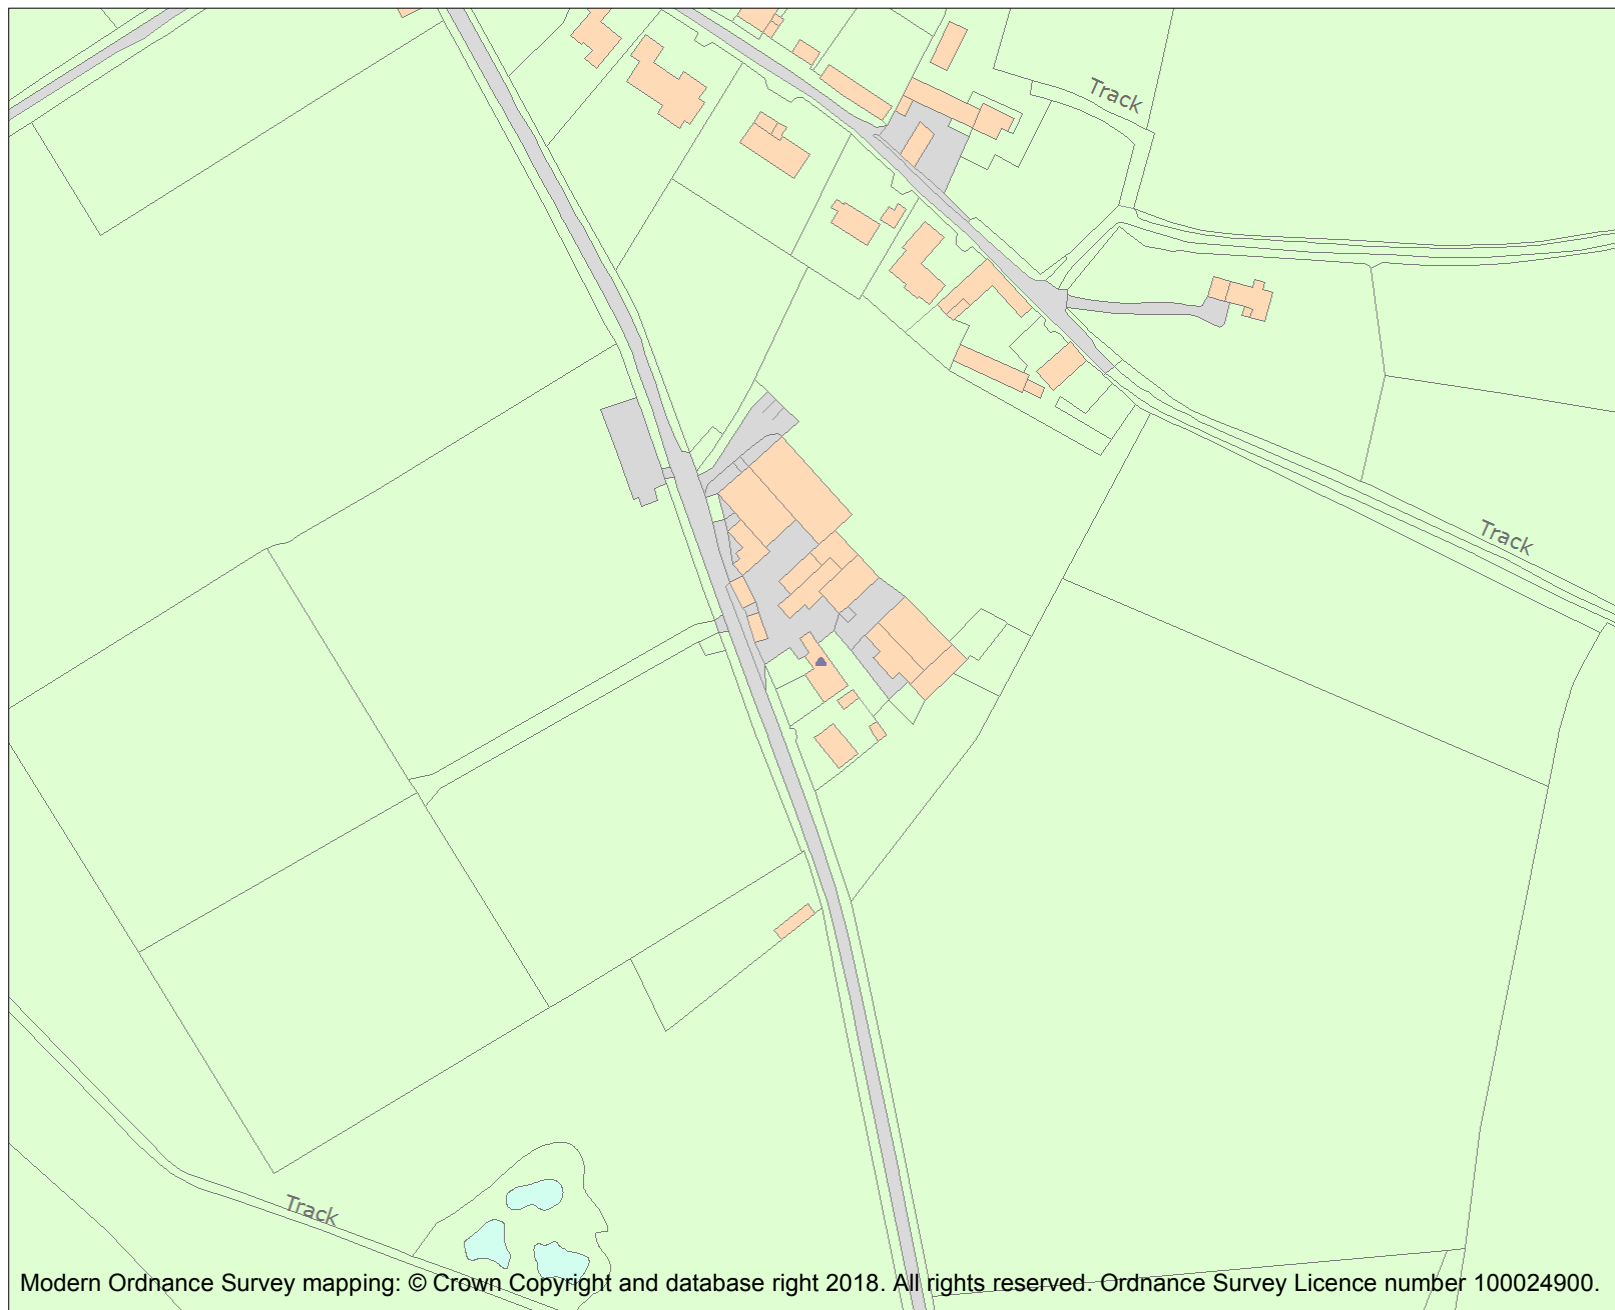 Track
Track
Track
Modern Ordnance Survey mapping: © Crown Copyright and database right 2018. All rights reserved. Ordnance Survey Licence number 100024900.